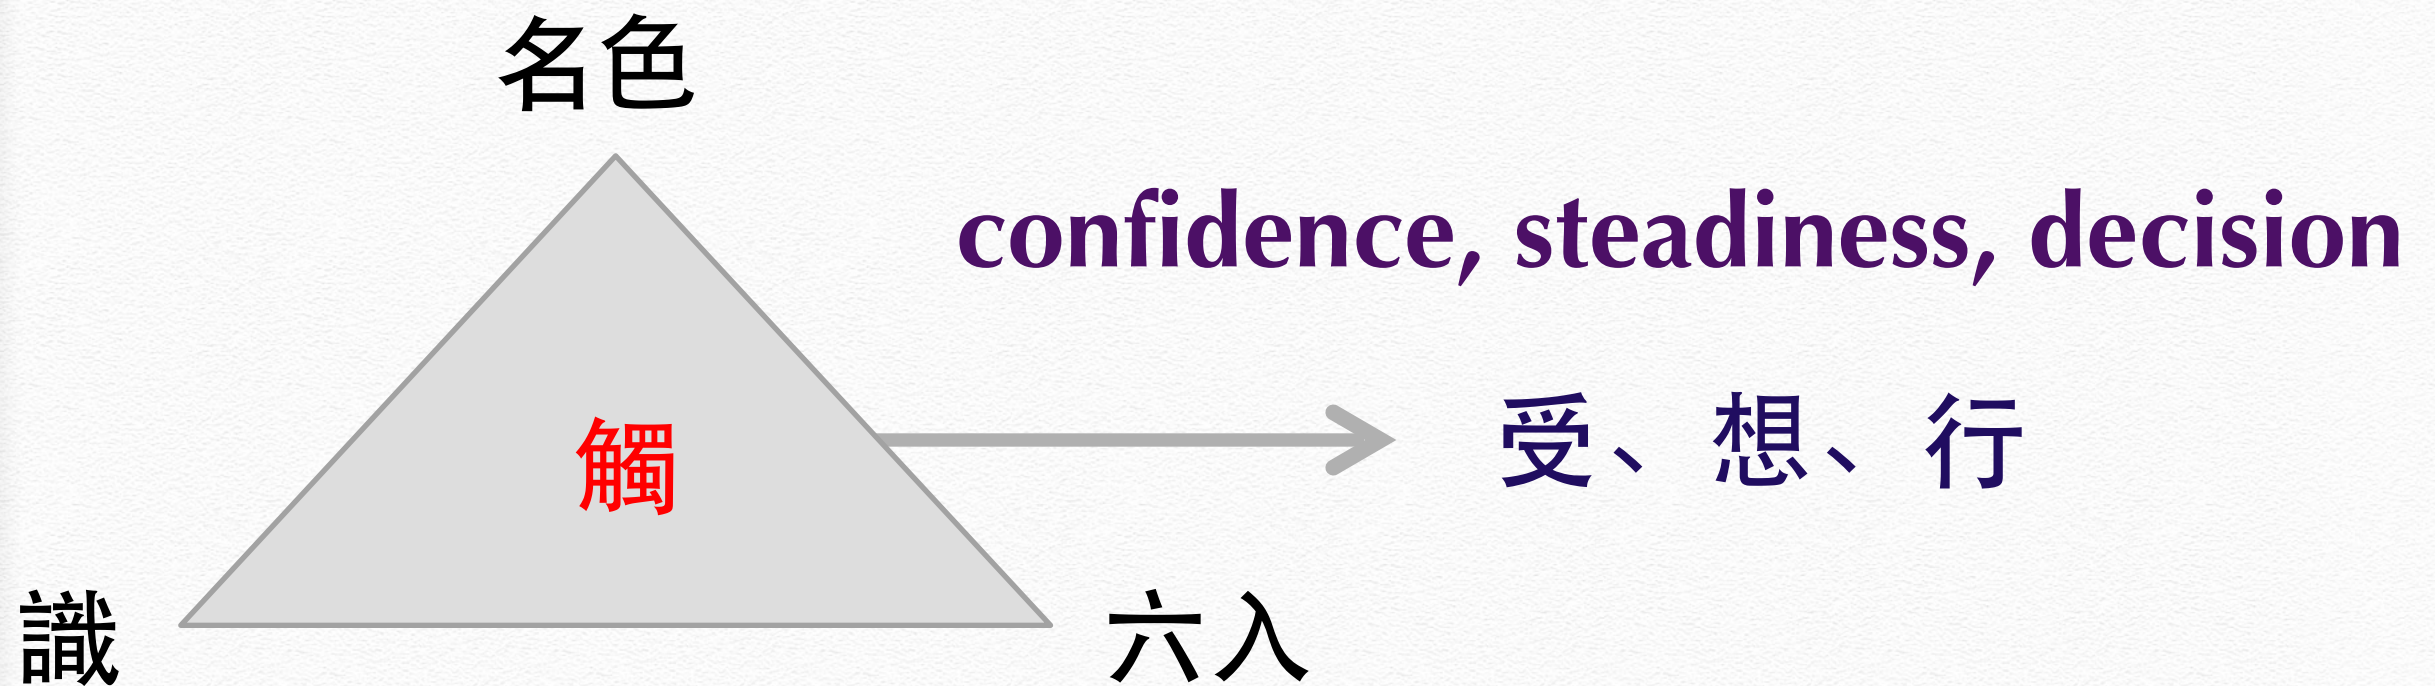 名色
confidence, steadiness, decision
觸
受、想、行
識
六入